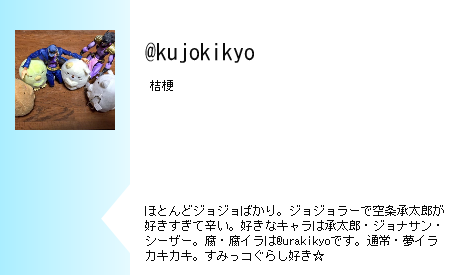 @kujokikyo
桔梗
ほとんどジョジョばかり。ジョジョラーで空条承太郎が
好きすぎて辛い。好きなキャラは承太郎・ジョナサン・
シーザー。腐・腐イラは@urakikyoです。通常・夢イラ
カキカキ。すみっコぐらし好き☆